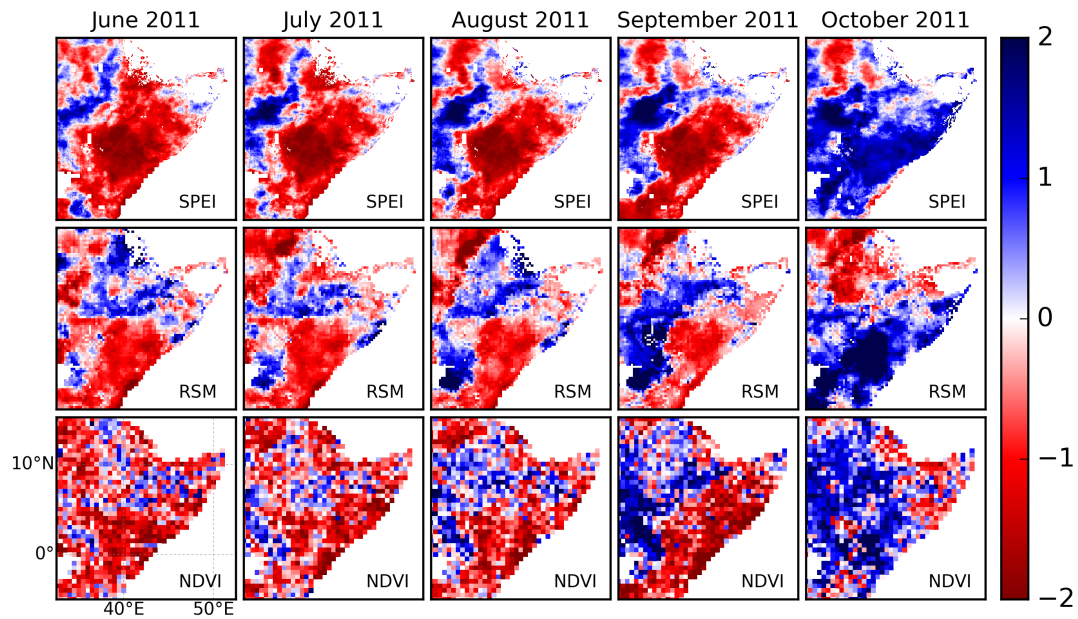 June 2011 July 2011 August 2011 September 2011 October 2011
2
SPEI SPEI SPEI SPEI SPEI
1
0
RSM RSM RSM RSM RSM
10°N
−1
0°
NDVI NDVI NDVI NDVI NDVI
−2
40°E 50°E